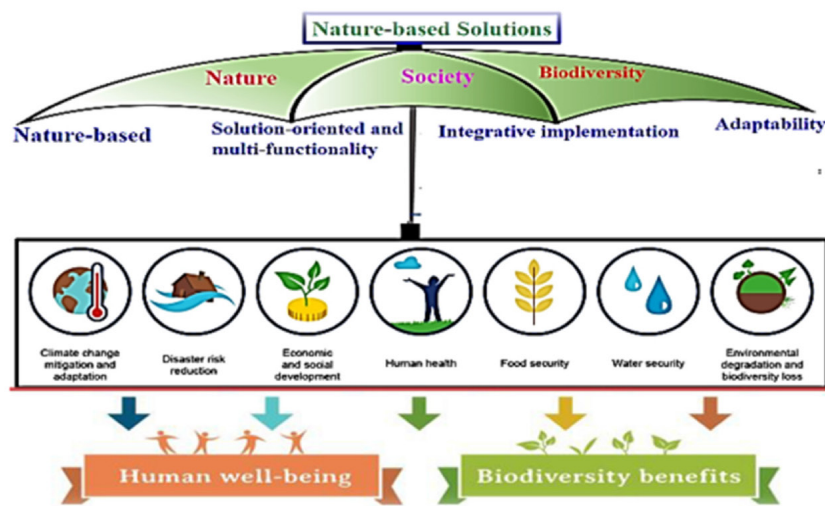 Nature-based Solutions
Nature
Society
Biodiversity
Nature-based
Solution-oriented and
multi-functionality
Integrative implementation
Adaptability
Climate change
mitigation and
adaptation
Disaster risk
reduction
Economic
and social
development
Human health
Food security
Water security
Environmental
degradation and
biodiversity loss
Human well-being
Biodiversity benefits